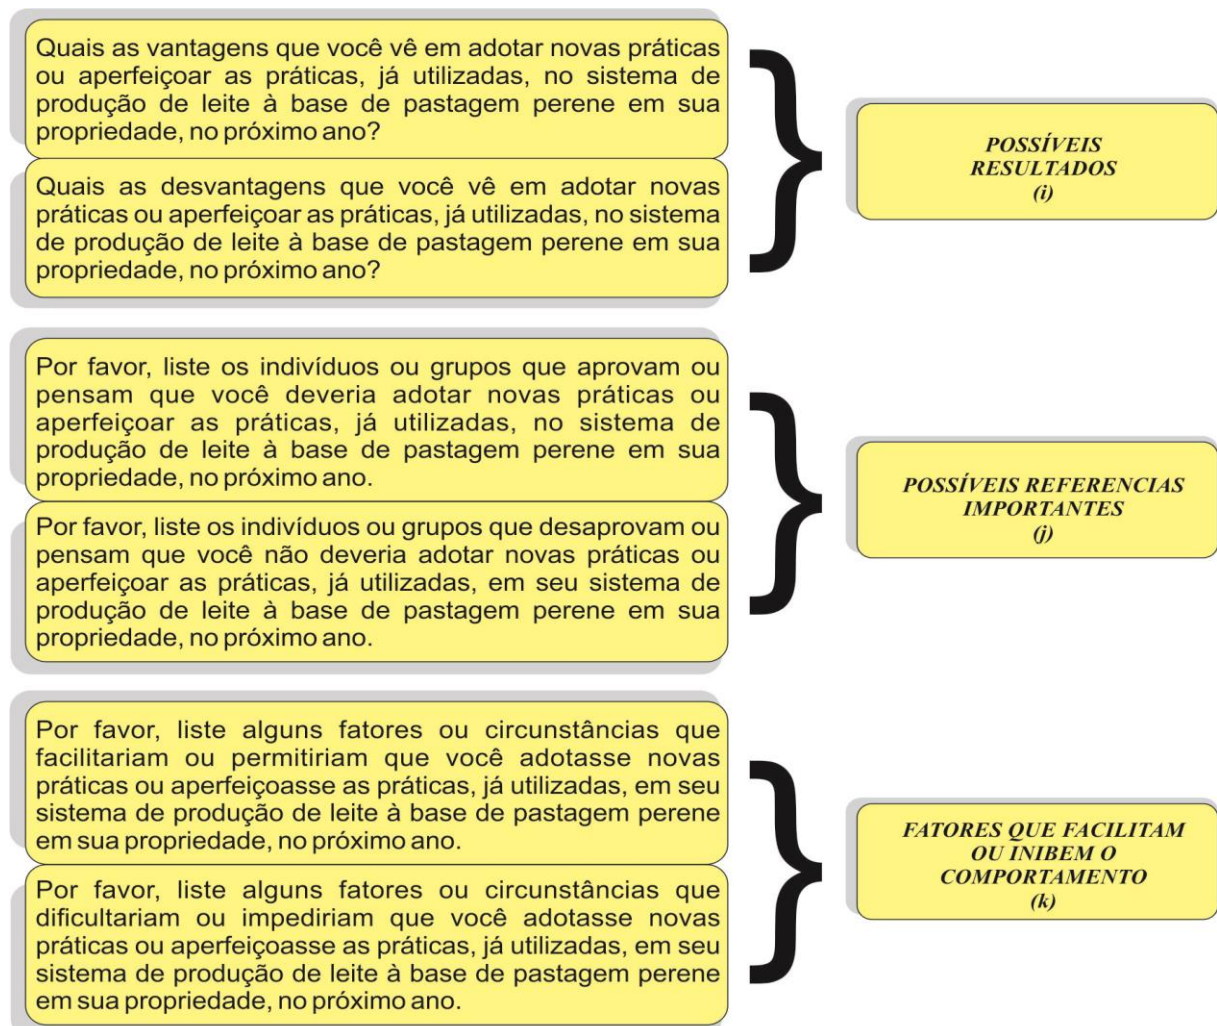 Quais as vantagens que você vê em adotar novas práticas
ou aperfeiçoar as práticas, já utilizadas, no sistema de
produção de leite à base de pastagem perene em sua
propriedade, no próximo ano?
Quais as desvantagens que você vê em adotar novas
práticas ou aperfeiçoar as práticas, já utilizadas, no sistema
de produção de leite à base de pastagem perene em sua
propriedade, no próximo ano?
POSSÍVEIS
RESULTADOS
(i)
Por favor, liste os indivíduos ou grupos que aprovam ou
pensam que você deveria adotar novas práticas ou
aperfeiçoar as práticas, já utilizadas, no sistema de
produção de leite à base de pastagem perene em sua
propriedade, no próximo ano.
Por favor, liste os indivíduos ou grupos que desaprovam ou
pensam que você não deveria adotar novas práticas ou
aperfeiçoar as práticas, já utilizadas, em seu sistema de
produção de leite à base de pastagem perene em sua
propriedade, no próximo ano.
POSSÍVEIS REFERENCIAS
IMPORTANTES
(j)
Por favor, liste alguns fatores ou circunstâncias que
facilitariam ou permitiriam que você adotasse novas
práticas ou aperfeiçoasse as práticas, já utilizadas, em seu
sistema de produção de leite à base de pastagem perene
em sua propriedade, no próximo ano.
Por favor, liste alguns fatores ou circunstâncias que
dificultariam ou impediriam que você adotasse novas
práticas ou aperfeiçoasse as práticas, já utilizadas, em seu
sistema de produção de leite à base de pastagem perene
em sua propriedade, no próximo ano.
FATORES QUE FACILITAM
OU INIBEM O
COMPORTAMENTO
(k)